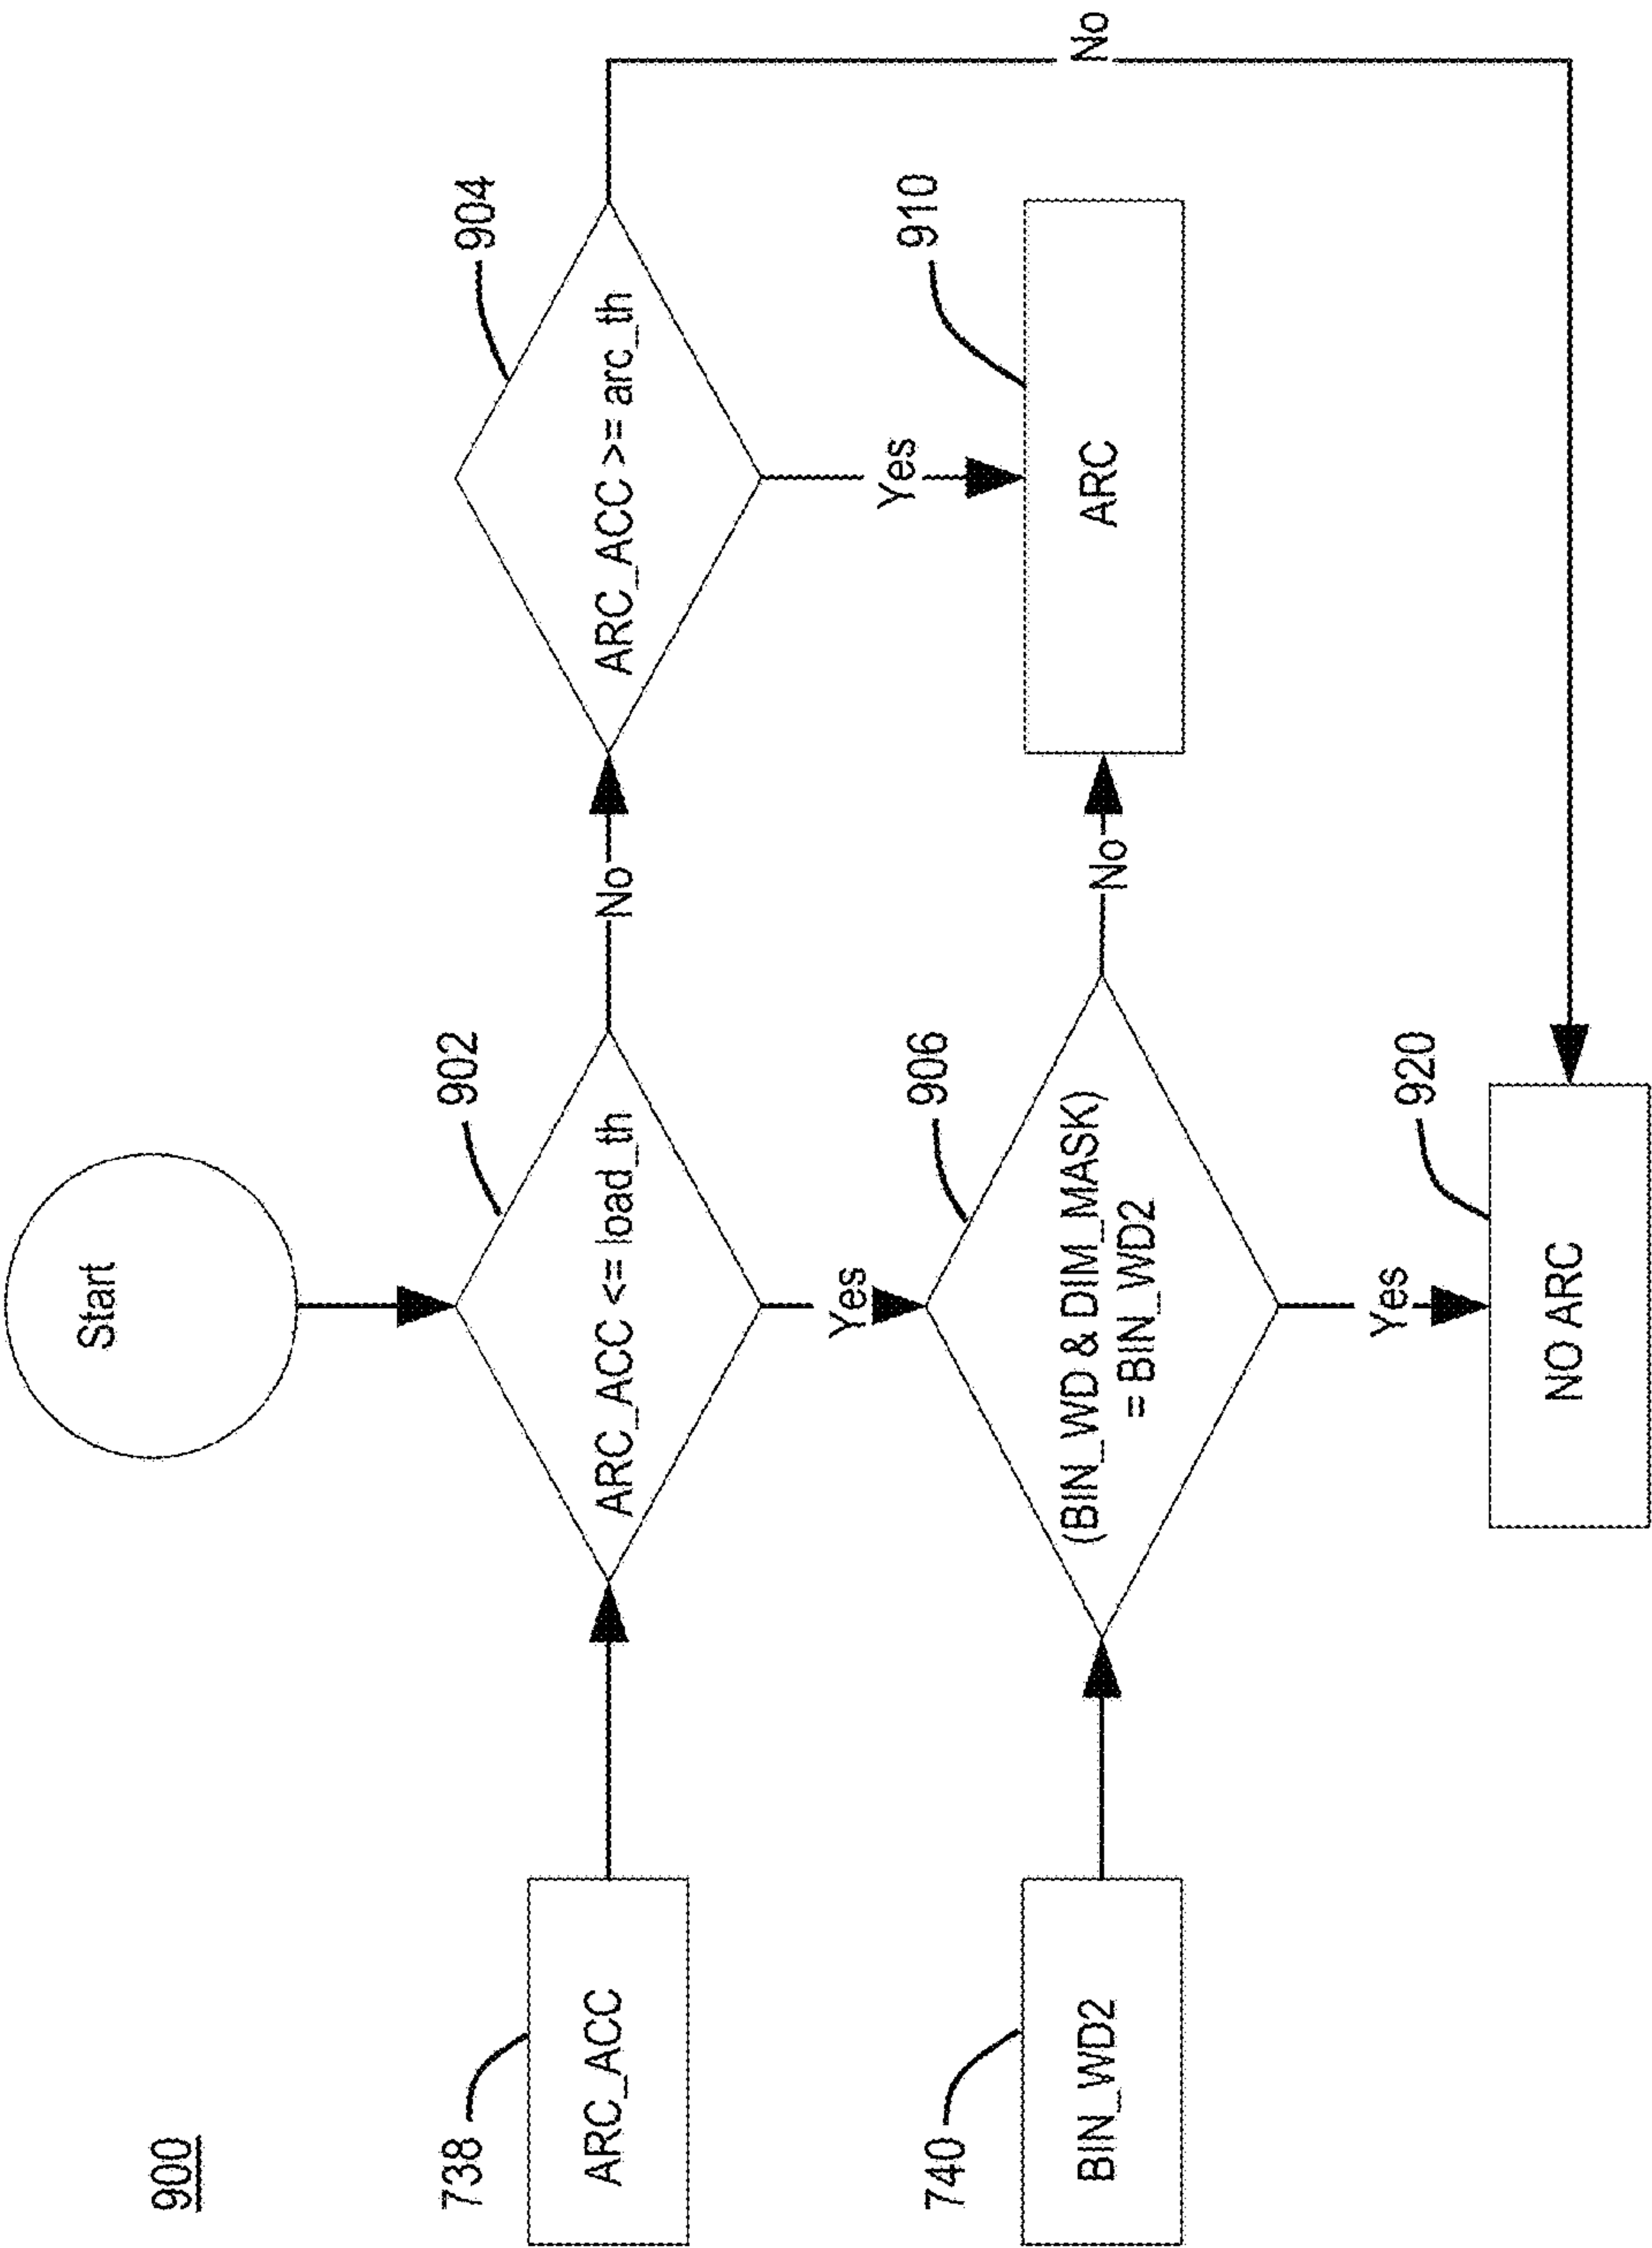 900
Start
738
ARC_ACC
902
ARC_ACC <= load_th
No
904
ARC_ACC >= arc_th
No
Yes
Yes
740
BIN_WD2
906
(BIN_WD & DIM_MASK)
= BIN_WD2
No
910
ARC
Yes
920
NO ARC